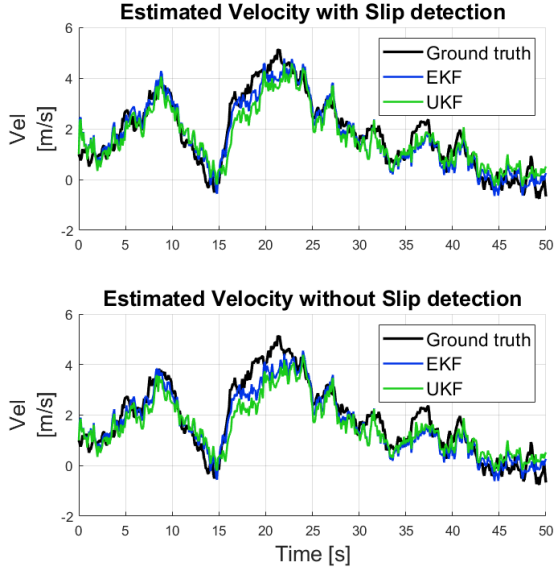 Estimated Velocity with Slip detection
6
4
2
0
-2
Vel
[m/s]
Ground truth
EKF
UKF
0 5 10 15 20 25 30 35 40 45 50
Estimated Velocity without Slip detection
6
4
2
0
-2
Vel
[m/s]
Ground truth
EKF
UKF
0 5 10 15 20 25 30 35 40 45 50
Time [s]